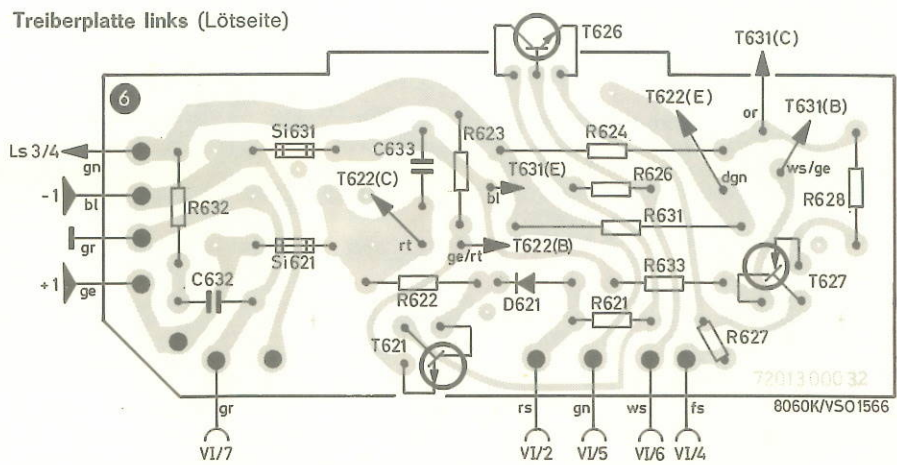 Treiberplatte links (Lötseite)
T626
T631(C)
6
T622(E)
T631(B)
or
Si631
C633
R623
R624
Ls 3/4
gn
T622(C)
T631(E)
bl
R626
dgn
ws/ge
R628
-1
bl
R632
R631
gr
rt
ge/rt
T622(B)
Si621
R633
T627
+1
ge
C632
R622
D621
R621
R627
T621
72013 000 32
8060K/VSO1566
gr
rs
gn
ws
fs
VI/7
VI/2
VI/5
VI/6
VI/4